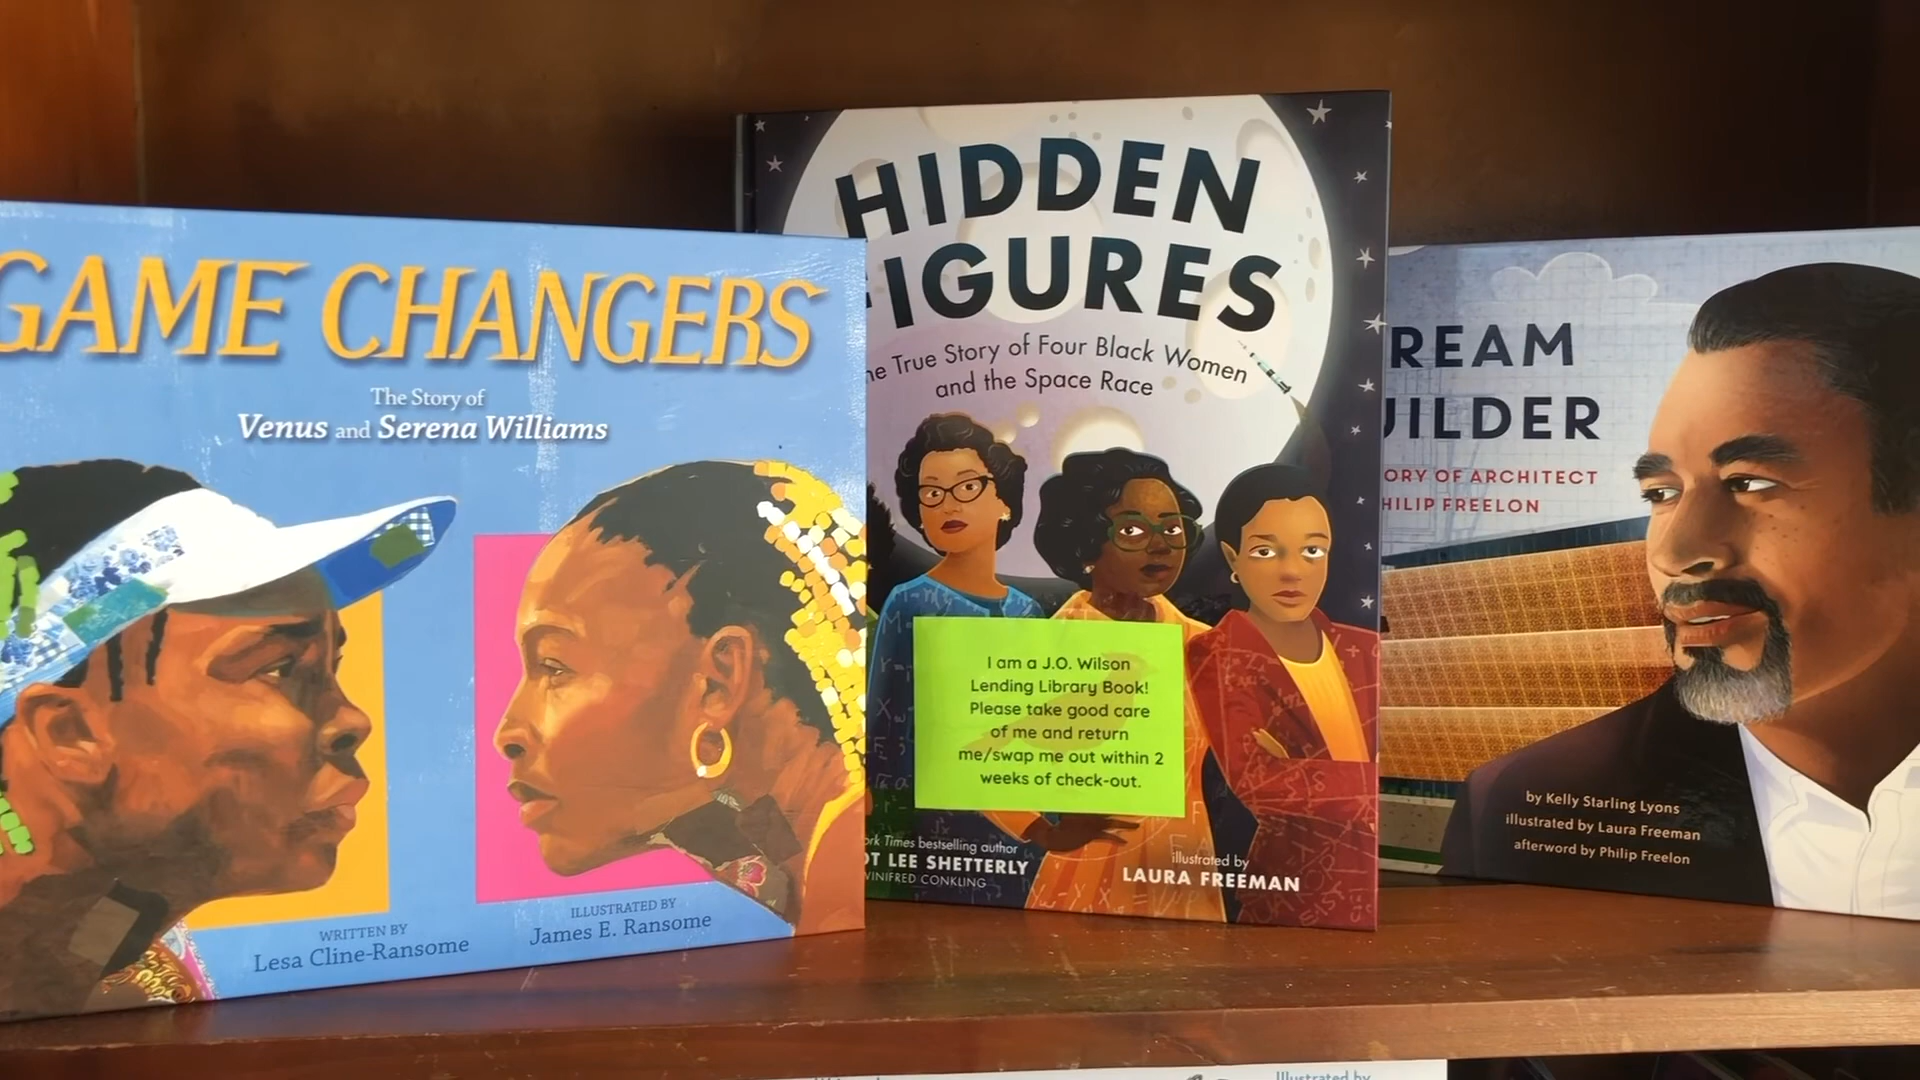 GAME CHANGERS
The Story of
Venus and Serena Williams
WRITTEN BY
Lesa Cline-Ransome
ILLUSTRATED BY
James E. Ransome
HIDDEN
FIGURES
The True Story of Four Black Women
and the Space Race
I am a J.O. Wilson
Lending Library Book!
Please take good care
of me and return
me/swap me out within 2
weeks of check-out.
ork Times bestselling author
OT LEE SHETTERLY
WINIFRED CONKLING
illustrated by
LAURA FREEMAN
REAM
UILDER
ORY OF ARCHITECT
HILIP FREELON
by Kelly Starling Lyons
illustrated by Laura Freeman
afterword by Philip Freelon
Illustrated by